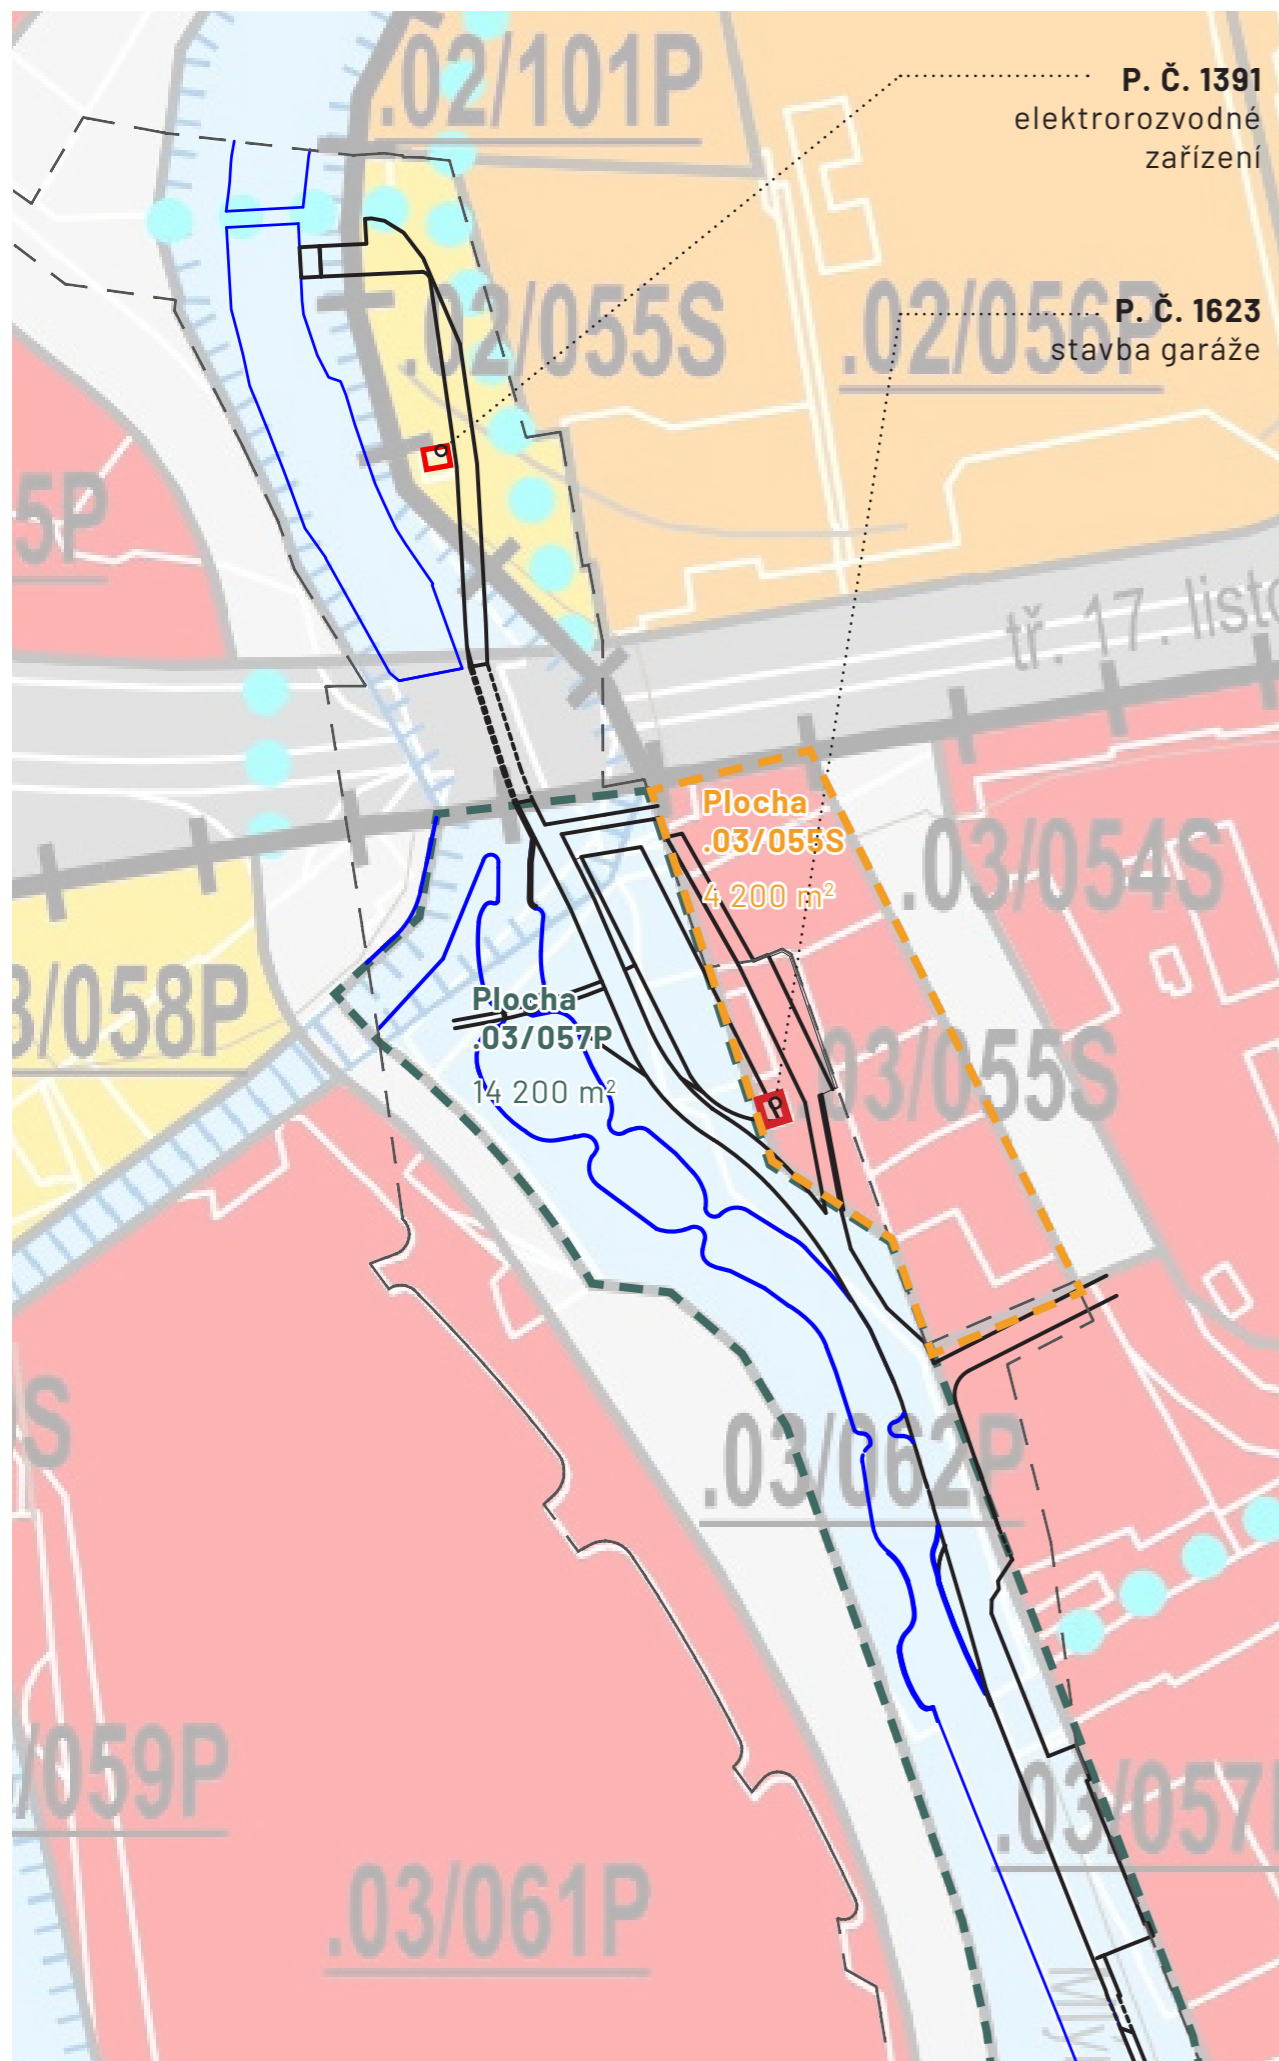 .02/101P
P. Č. 1391
elektrorozvodné
zařízení
.02/055S
.02/056P
P. Č. 1623
stavba garáže
5P
tř. 17. listo
Plocha
.03/055S
4 200 m²
.03/054S
3/058P
Plocha
.03/057P
14 200 m²
.03/055S
S
.03/062P
/059P
.03/057
.03/061P
Mlý